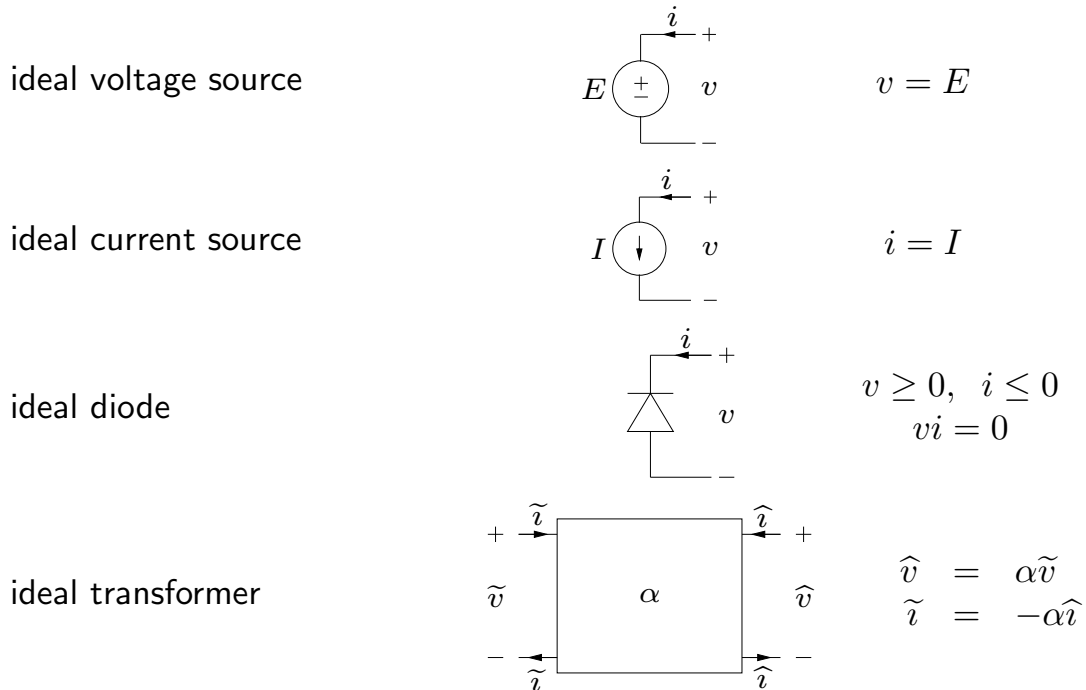 i
+
ideal voltage source E ± v v = E
−
i
+
ideal current source I v i = I
−
i
+
v ≥ 0, i ≤ 0
ideal diode v
vi = 0
−
ĩ î
+ +
v̂ = αṽ
ideal transformer ṽ α v̂
ĩ = −αî
− −
ĩ î